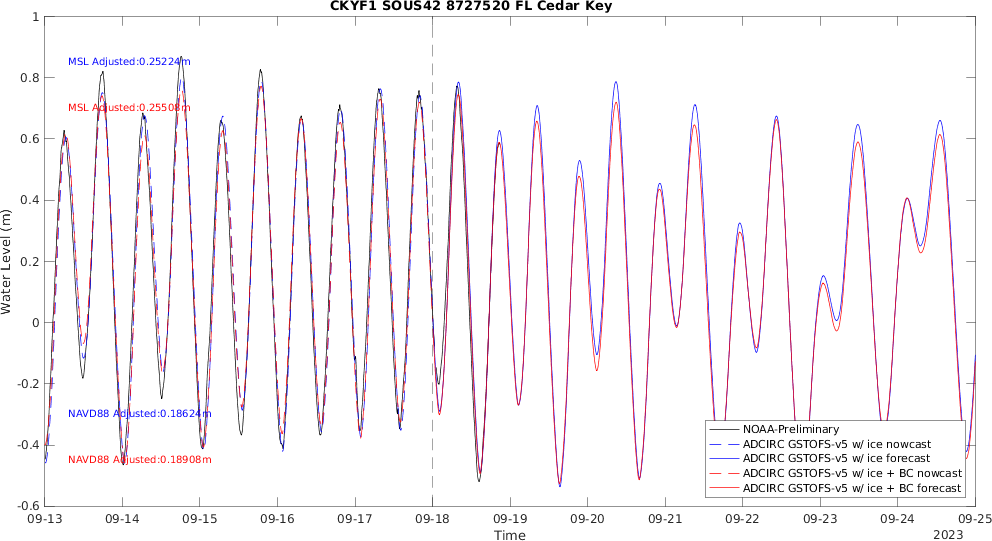 CKYF1 SOUS42 8727520 FL Cedar Key
1
0.8
0.6
0.4
0.2
0
-0.2
-0.4
-0.6
Water Level (m)
MSL Adjusted:0.25224m
MSL Adjusted:0.25508m
NAVD88 Adjusted:0.18624m
NAVD88 Adjusted:0.18908m
NOAA-Preliminary
ADCIRC GSTOFS-v5 w/ ice nowcast
ADCIRC GSTOFS-v5 w/ ice forecast
ADCIRC GSTOFS-v5 w/ ice + BC nowcast
ADCIRC GSTOFS-v5 w/ ice + BC forecast
09-13 09-14 09-15 09-16 09-17 09-18 09-19 09-20 09-21 09-22 09-23 09-24 09-25
Time
2023